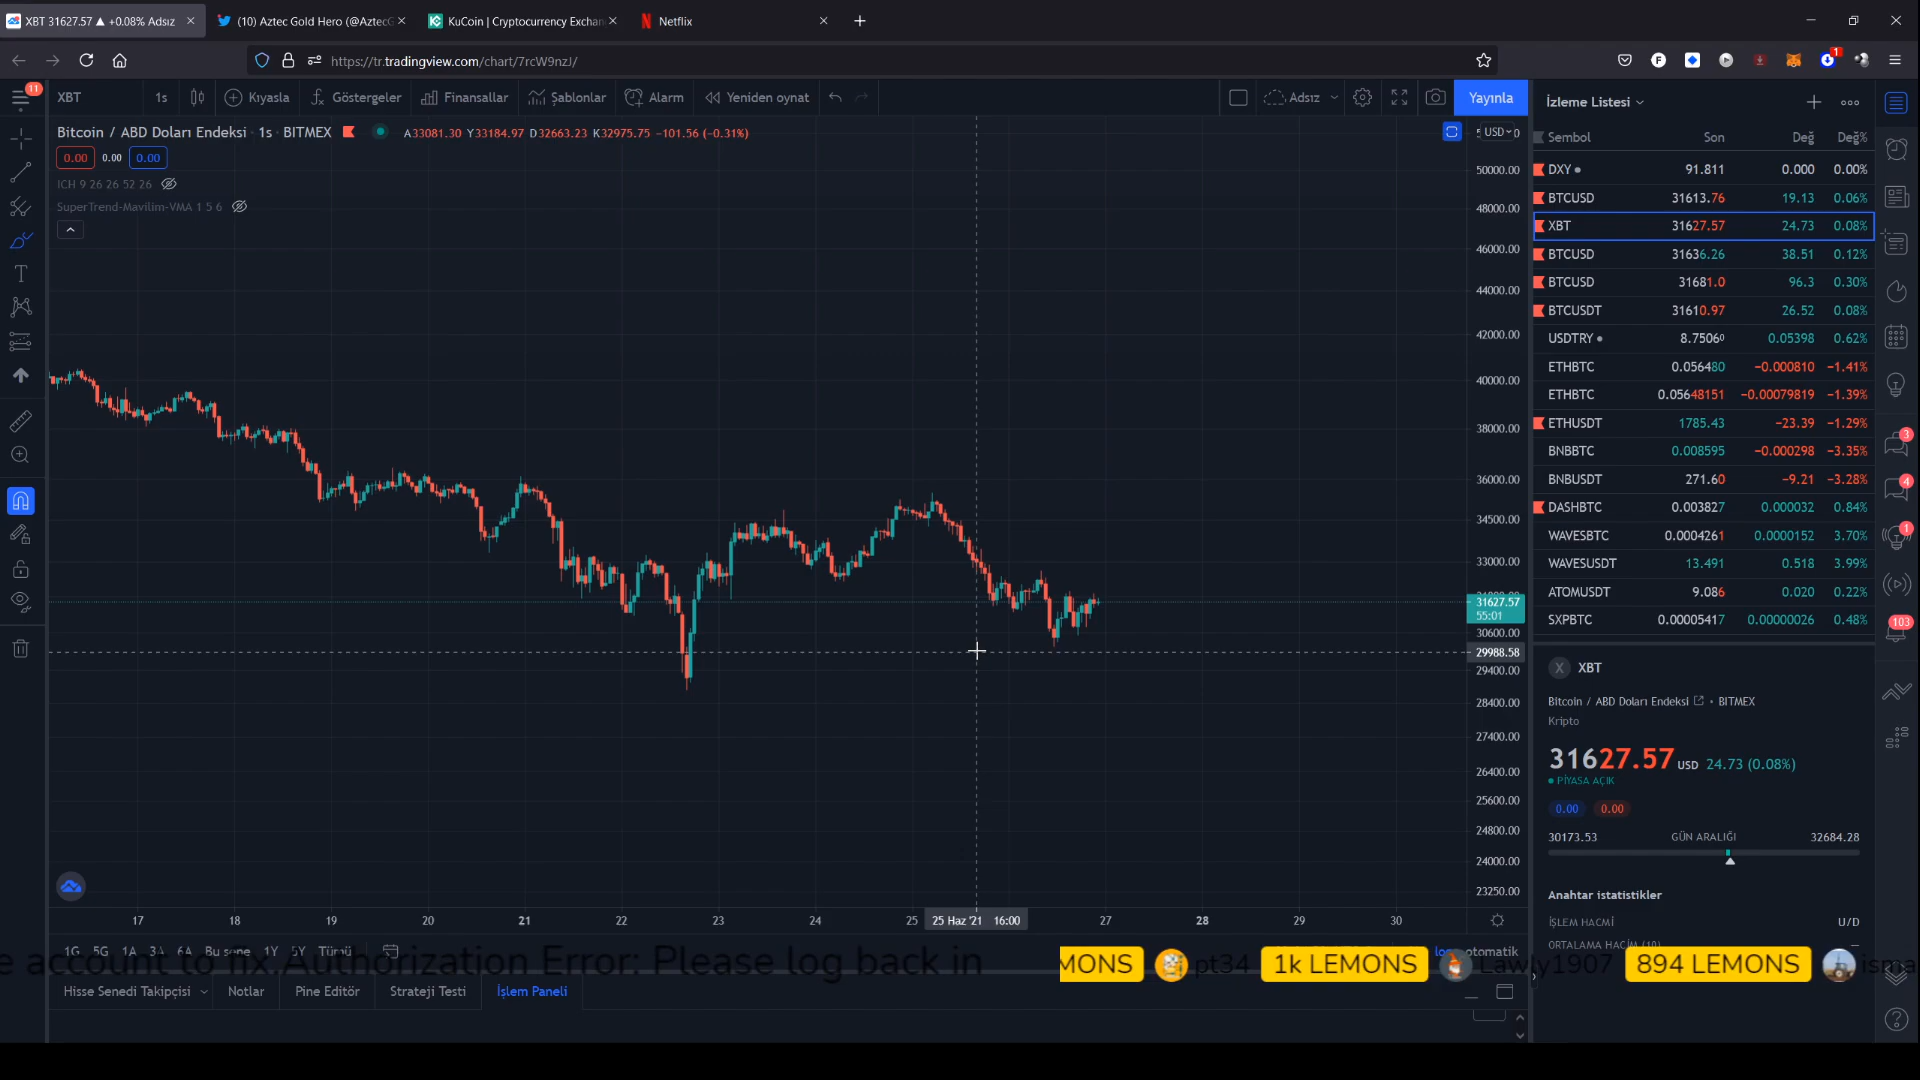 XBT 31627.57 ▲ +0.08% Adsız
(10) Aztec Gold Hero (@AztecG
KuCoin | Cryptocurrency Exchan
Netflix
https://tr.tradingview.com/chart/7rcW9nzJ/
1
11
XBT
1s
Kıyasla
Göstergeler
Finansallar
Şablonlar
Alarm
Yeniden oynat
Adsız
Yayınla
Bitcoin / ABD Doları Endeksi · 1s · BITMEX
A33081.30 Y33184.97 D32663.23 K32975.75 −101.56 (−0.31%)
0.00 0.00 0.00
ICH 9 26 26 52 26
SuperTrend-Mavilim-VMA 1 5 6
USD
50000.00
48000.00
46000.00
44000.00
42000.00
40000.00
38000.00
36000.00
34500.00
33000.00
31627.57
55:01
30600.00
29988.58
29400.00
28400.00
27400.00
26400.00
25600.00
24800.00
24000.00
23250.00
17 18 19 20 21 22 23 24 25 25 Haz '21 16:00 27 28 29 30
1G 5G 1A 3A 6A Bu sene 1Y 5Y Tümü
log otomatik
e account to fix.Authorization Error: Please log back in
MONS pt34 1k LEMONS Lawly1907 894 LEMONS isma
Hisse Senedi Takipçisi
Notlar
Pine Editör
Strateji Testi
İşlem Paneli
İzleme Listesi
Sembol Son Değ Değ%
DXY 91.811 0.000 0.00%
BTCUSD 31613.76 19.13 0.06%
XBT 31627.57 24.73 0.08%
BTCUSD 31636.26 38.51 0.12%
BTCUSD 31681.0 96.3 0.30%
BTCUSDT 31610.97 26.52 0.08%
USDTRY 8.75060 0.05398 0.62%
ETHBTC 0.056480 −0.000810 −1.41%
ETHBTC 0.05648151 −0.00079819 −1.39%
ETHUSDT 1785.43 −23.39 −1.29%
BNBBTC 0.008595 −0.000298 −3.35%
BNBUSDT 271.60 −9.21 −3.28%
DASHBTC 0.003827 0.000032 0.84%
WAVESBTC 0.0004261 0.0000152 3.70%
WAVESUSDT 13.491 0.518 3.99%
ATOMUSDT 9.086 0.020 0.22%
SXPBTC 0.00005417 0.00000026 0.48%
X XBT
Bitcoin / ABD Doları Endeksi • BITMEX
Kripto
31627.57 USD 24.73 (0.08%)
PİYASA AÇIK
0.00 0.00
30173.53 GÜN ARALIĞI 32684.28
Anahtar istatistikler
İŞLEM HACMİ U/D
ORTALAMA HACİM (10) —
3
4
1
103